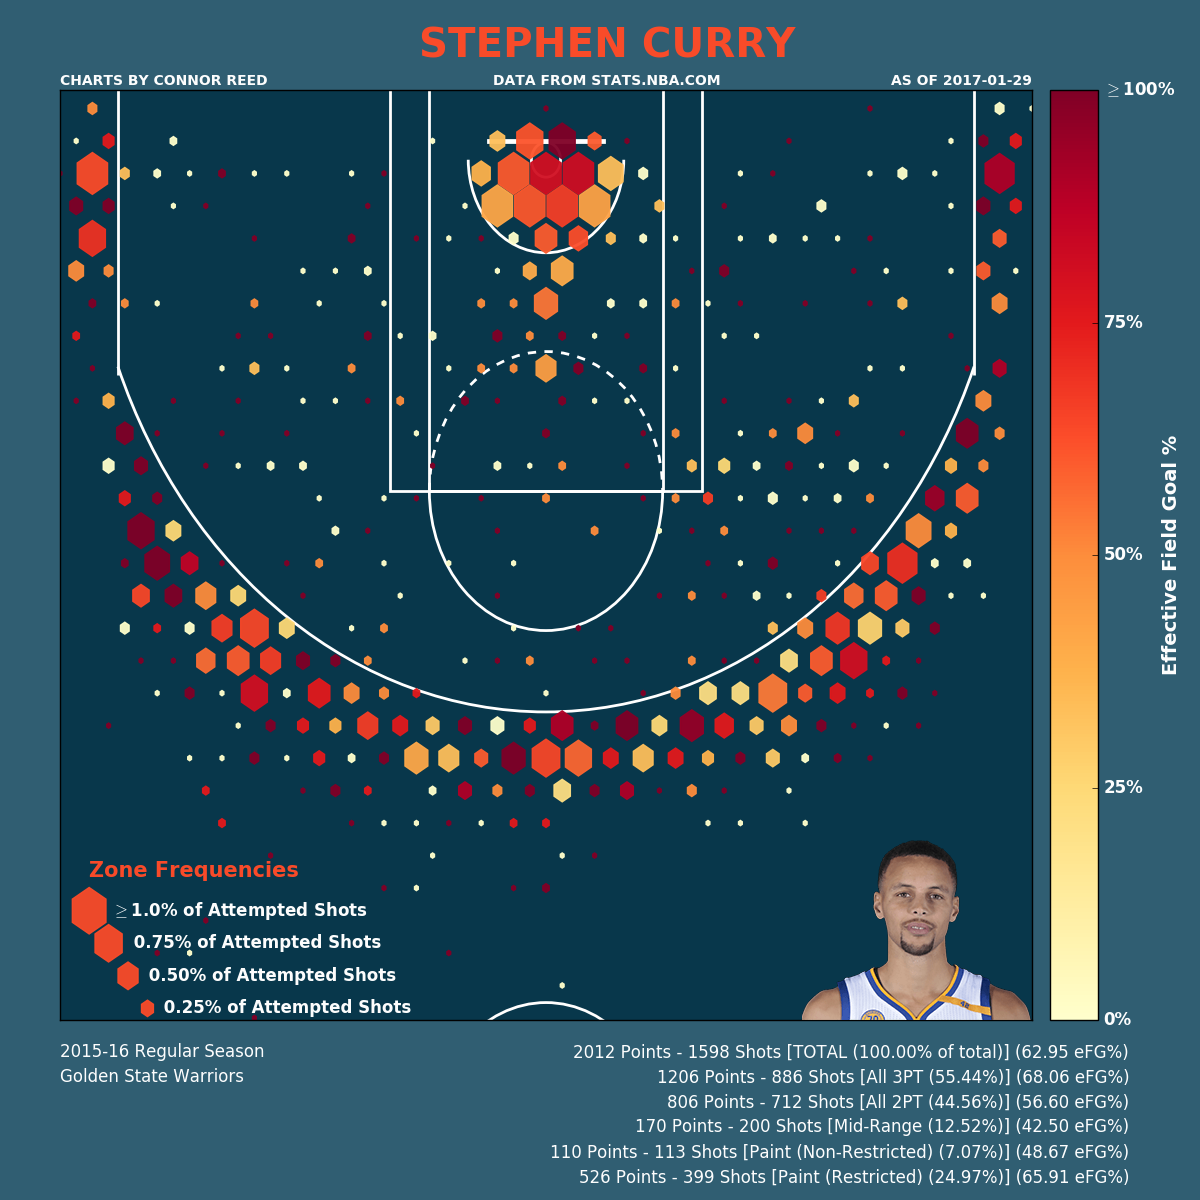 STEPHEN CURRY
CHARTS BY CONNOR REED DATA FROM STATS.NBA.COM AS OF 2017-01-29
≥100%
75%
50%
25%
0%
Effective Field Goal %
Zone Frequencies
≥1.0% of Attempted Shots
0.75% of Attempted Shots
0.50% of Attempted Shots
0.25% of Attempted Shots
2015-16 Regular Season
Golden State Warriors
2012 Points - 1598 Shots [TOTAL (100.00% of total)] (62.95 eFG%)
1206 Points - 886 Shots [All 3PT (55.44%)] (68.06 eFG%)
806 Points - 712 Shots [All 2PT (44.56%)] (56.60 eFG%)
170 Points - 200 Shots [Mid-Range (12.52%)] (42.50 eFG%)
110 Points - 113 Shots [Paint (Non-Restricted) (7.07%)] (48.67 eFG%)
526 Points - 399 Shots [Paint (Restricted) (24.97%)] (65.91 eFG%)